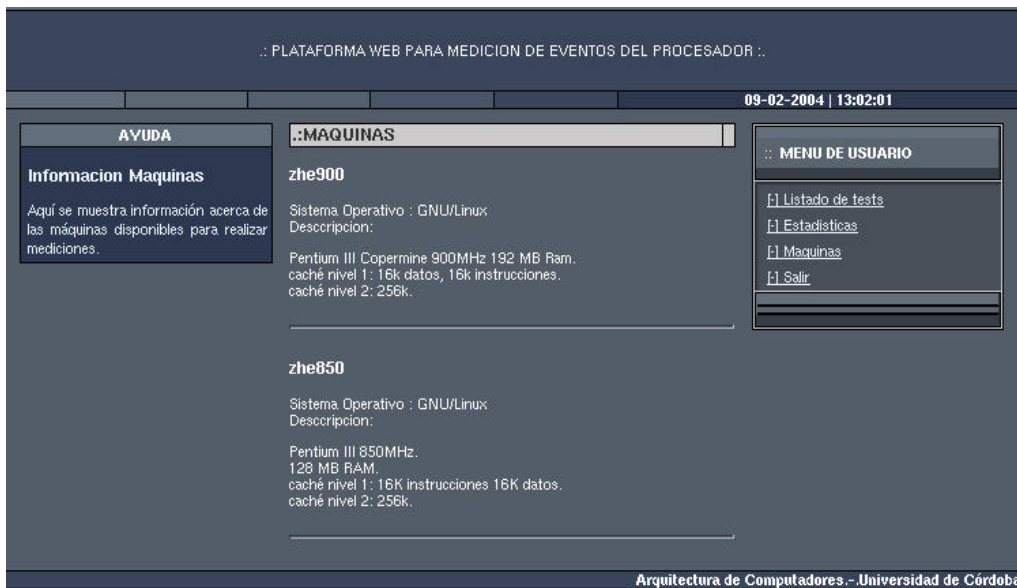 .: PLATAFORMA WEB PARA MEDICION DE EVENTOS DEL PROCESADOR :.
09-02-2004 | 13:02:01
AYUDA
Informacion Maquinas
Aquí se muestra información acerca de
las máquinas disponibles para realizar
mediciones.
.:MAQUINAS
zhe900
Sistema Operativo : GNU/Linux
Desccripcion:
Pentium III Copermine 900MHz 192 MB Ram.
caché nivel 1: 16k datos, 16k instrucciones.
caché nivel 2: 256k.
zhe850
Sistema Operativo : GNU/Linux
Desccripcion:
Pentium III 850MHz.
128 MB RAM.
caché nivel 1: 16K instrucciones 16K datos.
caché nivel 2: 256k.
:: MENU DE USUARIO
[-] Listado de tests
[-] Estadisticas
[-] Maquinas
[-] Salir
Arquitectura de Computadores.-.Universidad de Córdoba